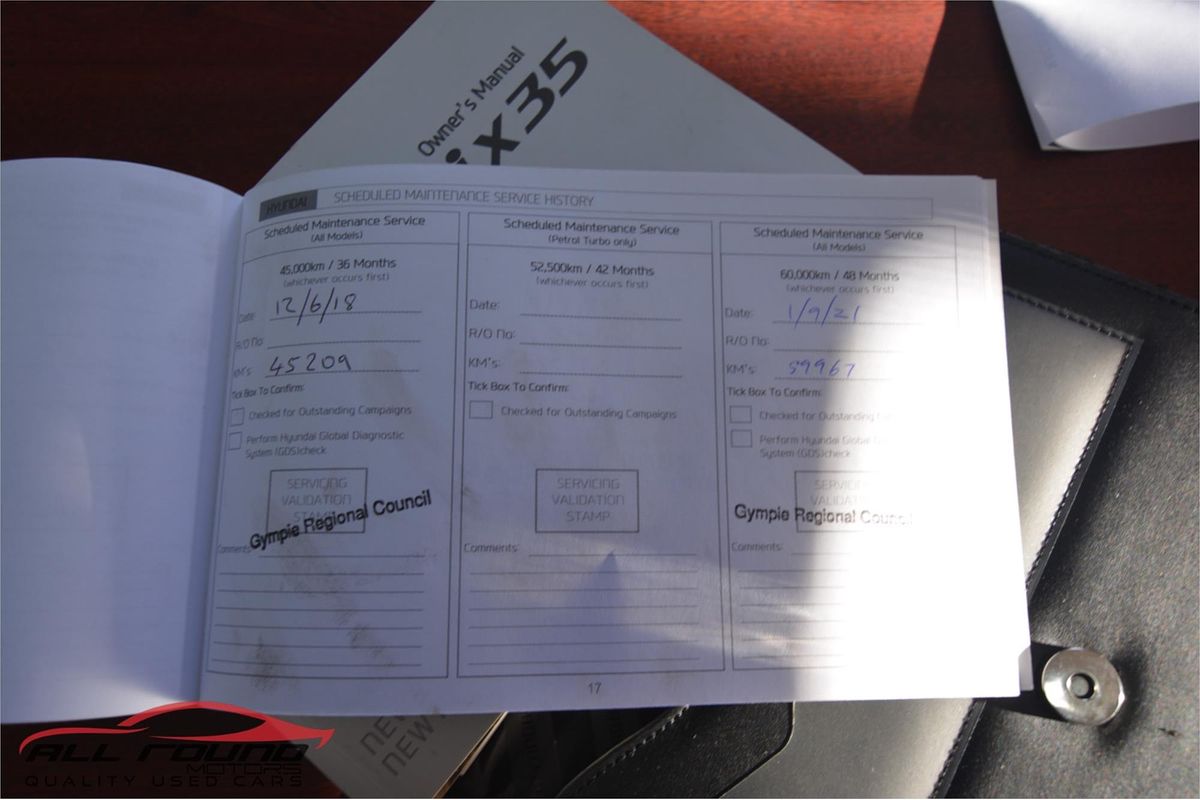 Owner's Manual
ix35
HYUNDAI SCHEDULED MAINTENANCE SERVICE HISTORY
Scheduled Maintenance Service
(All Models)
45,000km / 36 Months
(whichever occurs first)
Date: 12/6/18
R/O No:
KM's: 45209
Tick Box To Confirm:
Checked for Outstanding Campaigns
Perform Hyundai Global Diagnostic
System (GDS)check
SERVICING
VALIDATION
STAMP
Gympie Regional Council
Comments:
Scheduled Maintenance Service
(Petrol Turbo only)
52,500km / 42 Months
(whichever occurs first)
Date:
R/O No:
KM's:
Tick Box To Confirm:
Checked for Outstanding Campaigns
SERVICING
VALIDATION
STAMP
Comments:
Scheduled Maintenance Service
(All Models)
60,000km / 48 Months
(whichever occurs first)
Date: 1/9/21
R/O No:
KM's: 59967
Tick Box To Confirm:
Checked for Outstanding
Perform Hyundai Global
System (GDS)check
Gympie Regional Council
Comments:
17
ALL ROUND
MOTORS
QUALITY USED CARS